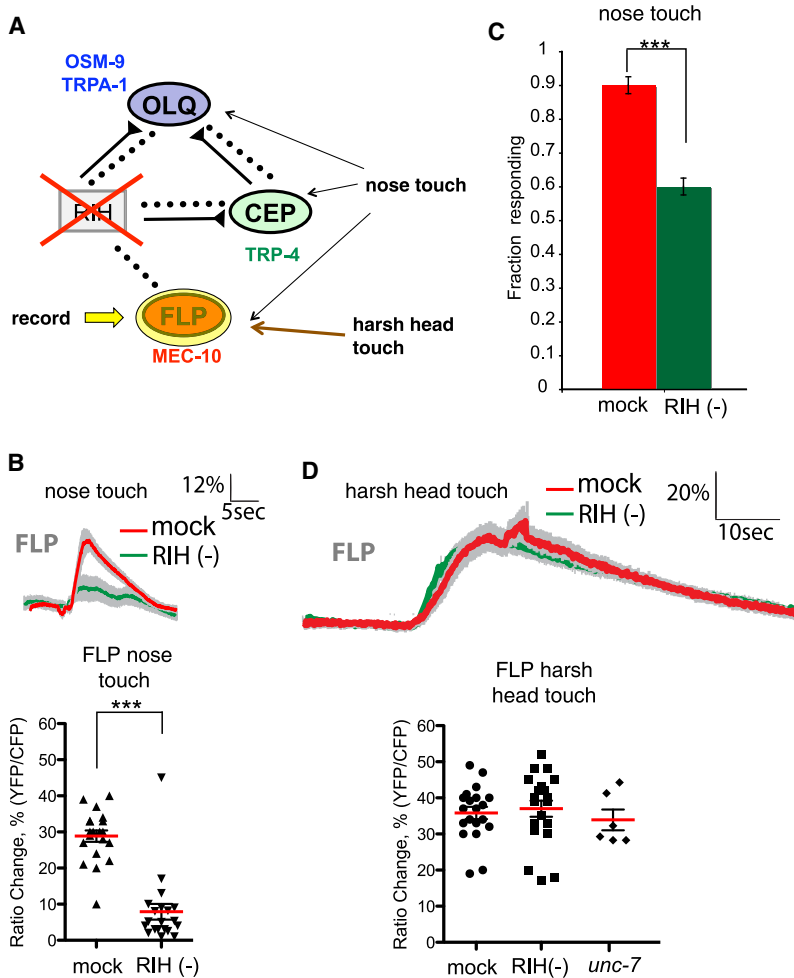 A
OSM-9
TRPA-1
OLQ
RIH
CEP
TRP-4
nose touch
record
FLP
MEC-10
harsh head
touch
C
nose touch
***
Fraction responding
1
0.9
0.8
0.7
0.6
0.5
0.4
0.3
0.2
0.1
0
mock
RIH (-)
B
nose touch
12%
5sec
mock
RIH (-)
FLP
FLP nose
touch
***
Ratio Change, % (YFP/CFP)
60
50
40
30
20
10
0
mock
RIH (-)
D
harsh head touch
mock
RIH (-)
20%
10sec
FLP
FLP harsh
head touch
Ratio Change, % (YFP/CFP)
60
50
40
30
20
10
0
mock
RIH(-)
unc-7